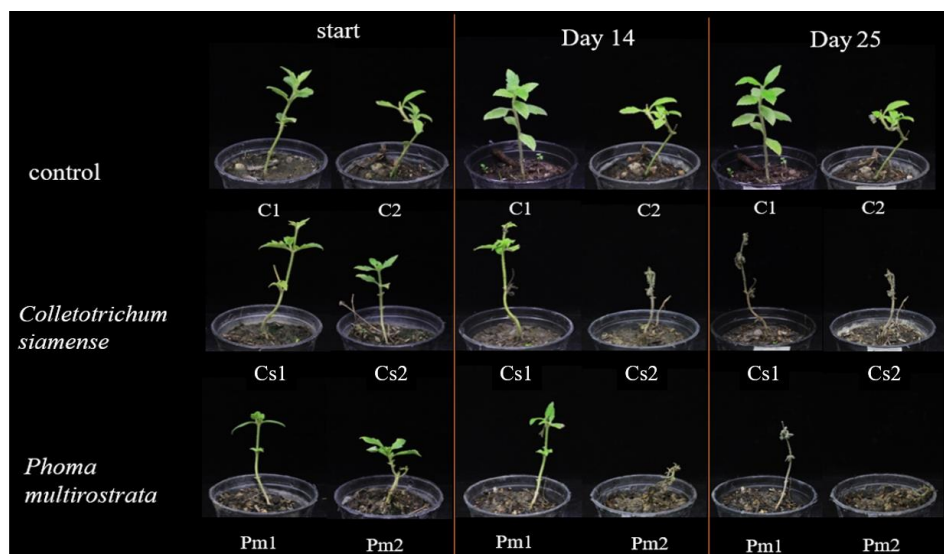 start Day 14 Day 25
control
C1 C2 C1 C2 C1 C2
Colletotrichum
siamense
Cs1 Cs2 Cs1 Cs2 Cs1 Cs2
Phoma
multirostrata
Pm1 Pm2 Pm1 Pm2 Pm1 Pm2